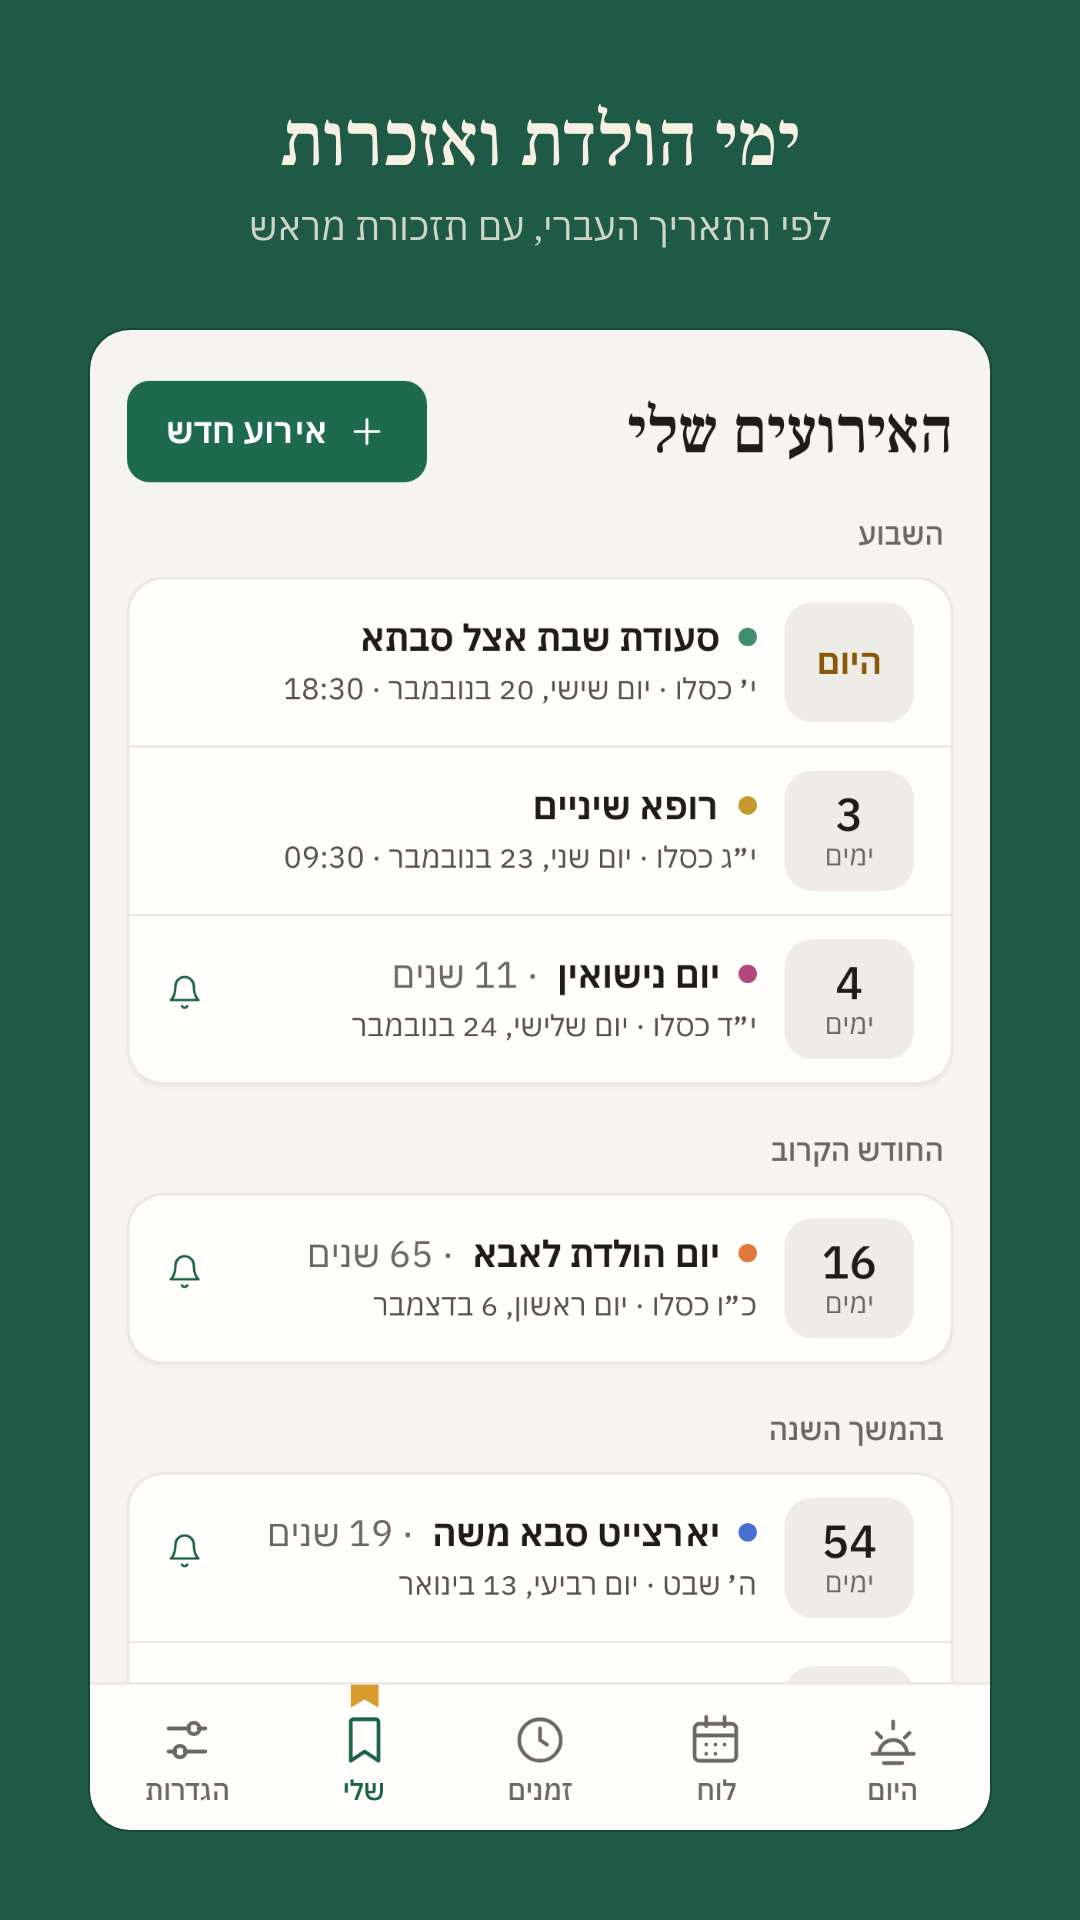 ימי הולדת ואזכרות
לפי התאריך העברי, עם תזכורת מראש
האירועים שלי
אירוע חדש
השבוע
היום
סעודת שבת אצל סבתא
י׳ כסלו · יום שישי, 20 בנובמבר · 18:30
3
ימים
רופא שיניים
י״ג כסלו · יום שני, 23 בנובמבר · 09:30
4
ימים
יום נישואין · 11 שנים
י״ד כסלו · יום שלישי, 24 בנובמבר
החודש הקרוב
16
ימים
יום הולדת לאבא · 65 שנים
כ״ו כסלו · יום ראשון, 6 בדצמבר
בהמשך השנה
54
ימים
יארצייט סבא משה · 19 שנים
ה׳ שבט · יום רביעי, 13 בינואר
היום
לוח
זמנים
שלי
הגדרות